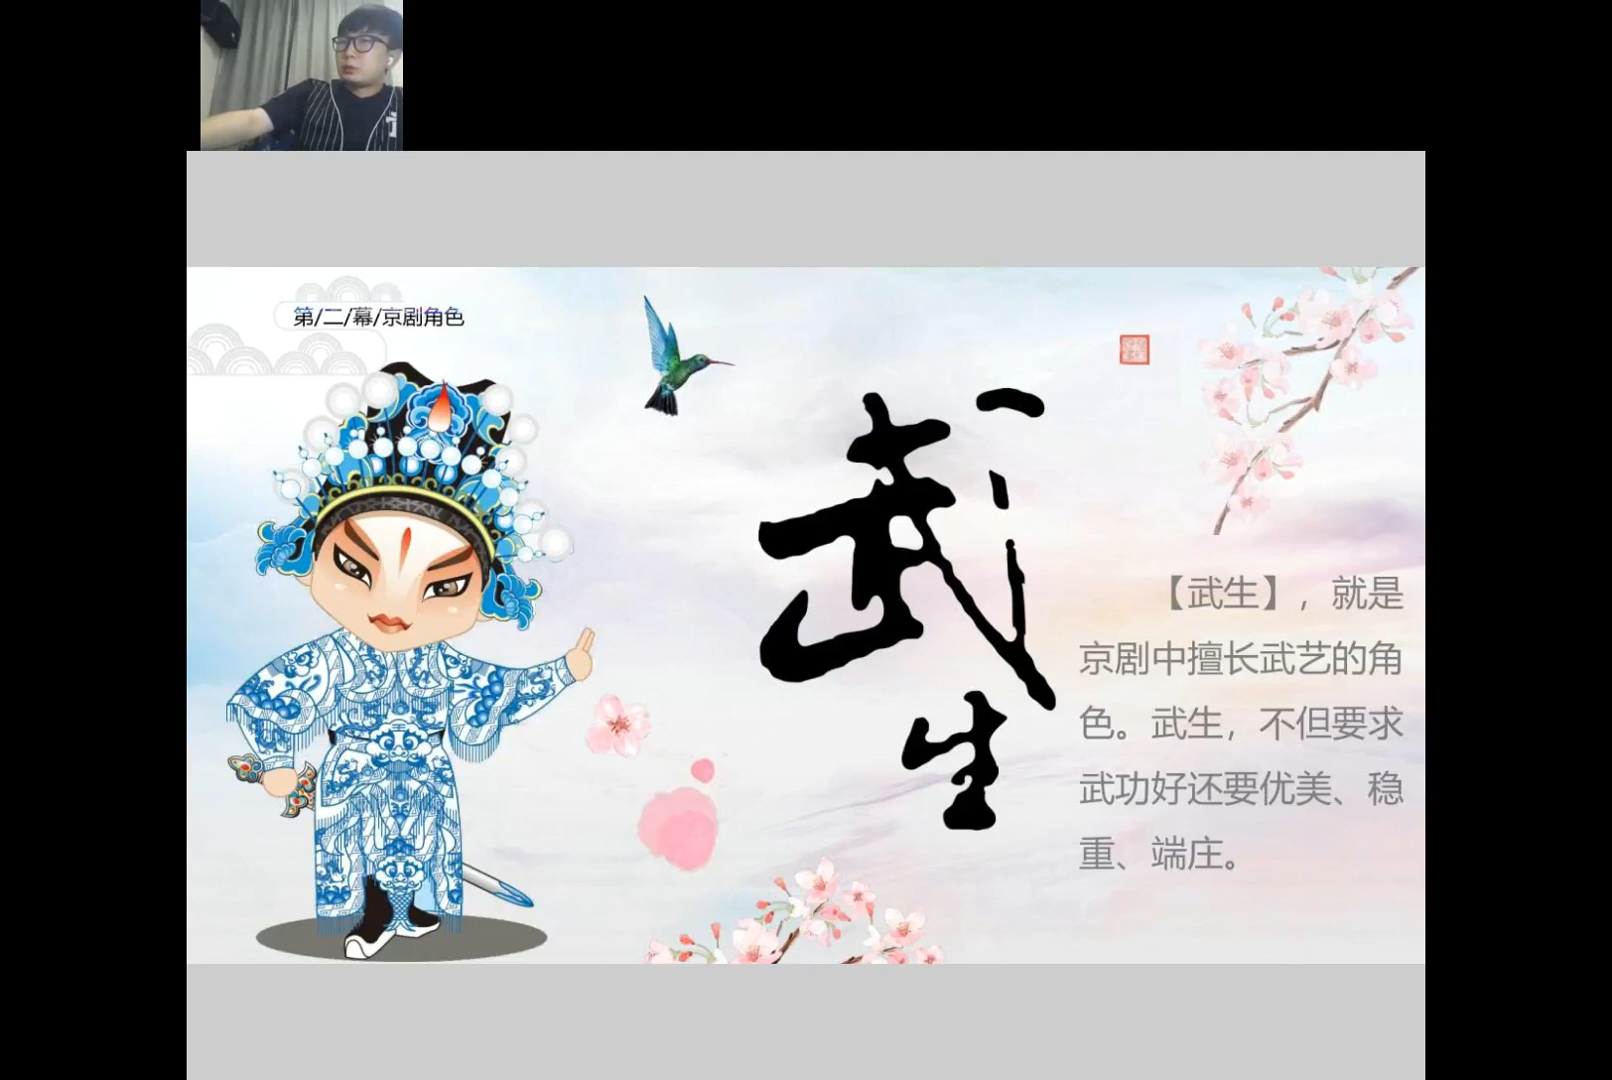 第/二/幕/京剧角色
武生
【武生】，就是
京剧中擅长武艺的角
色。武生，不但要求
武功好还要优美、稳
重、端庄。